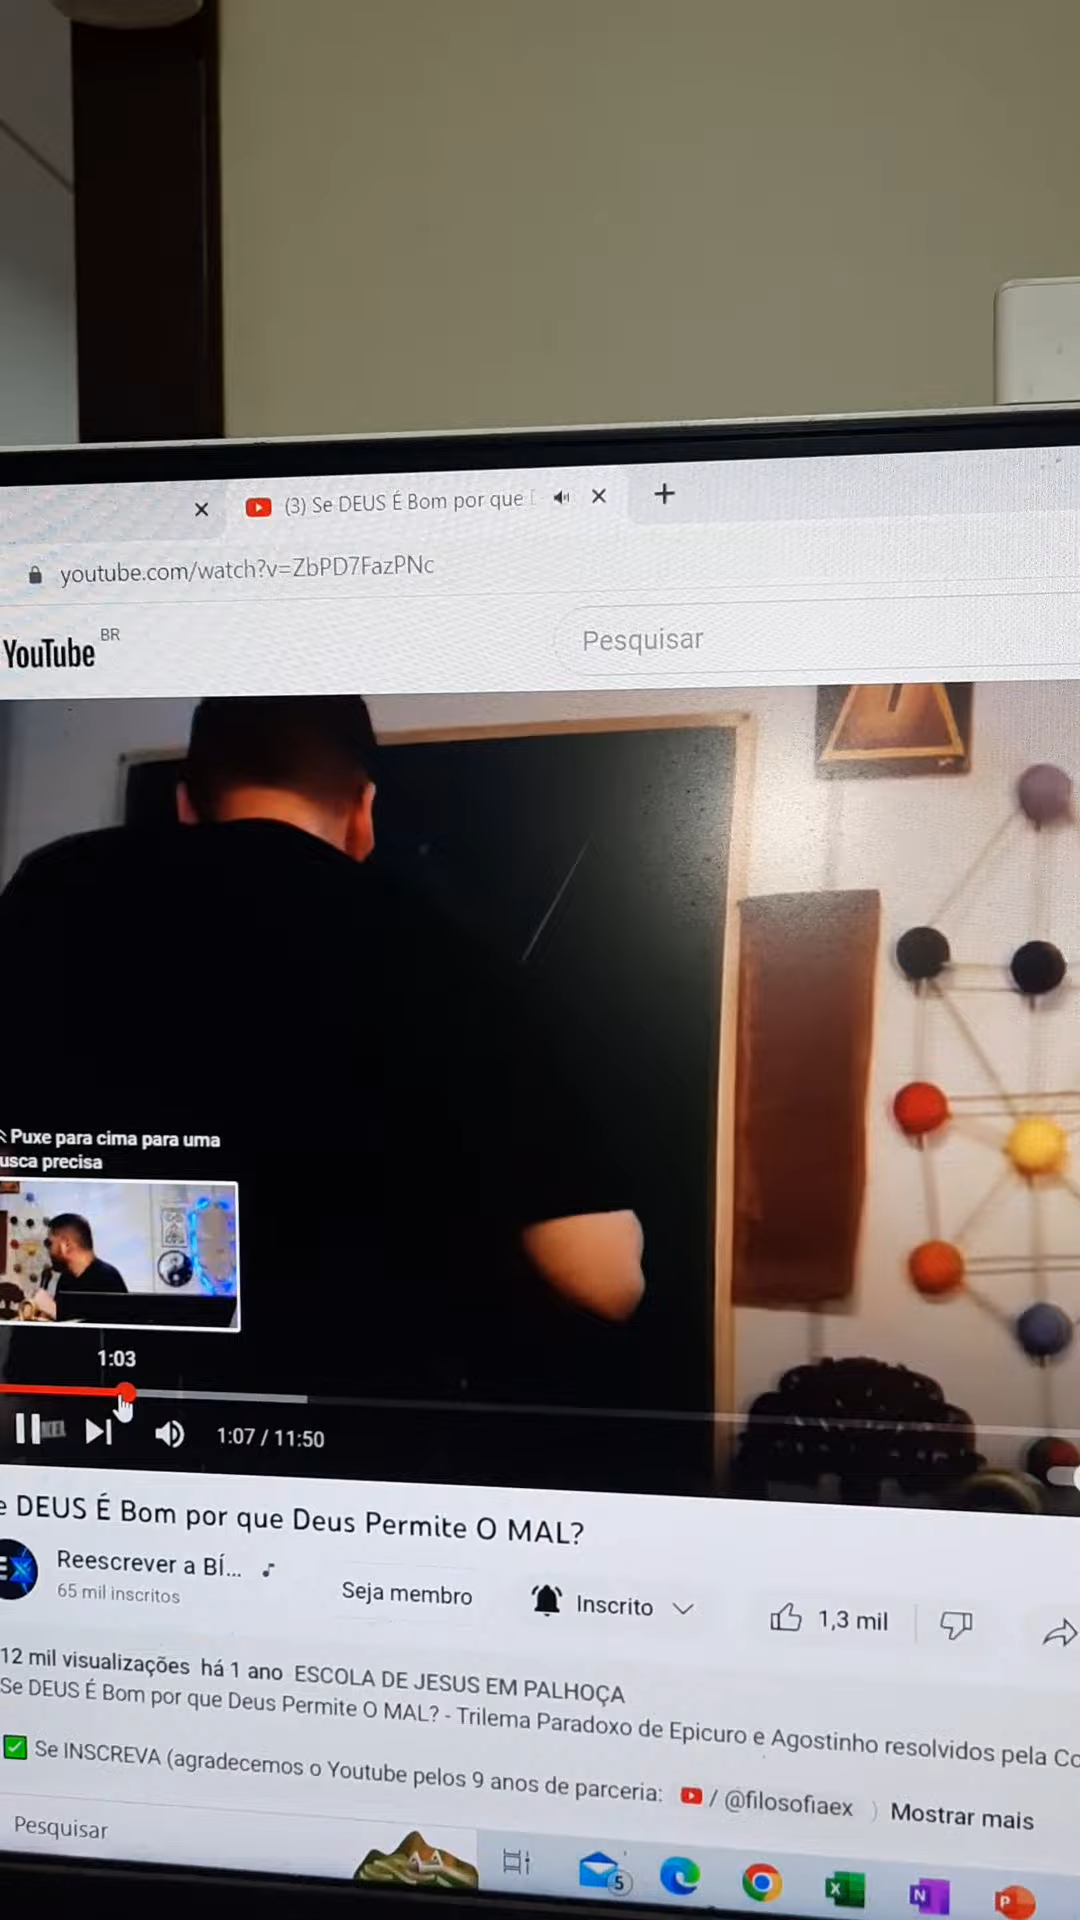 (3) Se DEUS É Bom por que
youtube.com/watch?v=ZbPD7FazPNc
YouTube BR
Pesquisar
Puxe para cima para uma
usca precisa
1:03
1:07 / 11:50
e DEUS É Bom por que Deus Permite O MAL?
EX
Reescrever a BÍ...
65 mil inscritos
Seja membro
Inscrito
1,3 mil
12 mil visualizações há 1 ano ESCOLA DE JESUS EM PALHOÇA
Se DEUS É Bom por que Deus Permite O MAL? - Trilema Paradoxo de Epicuro e Agostinho resolvidos pela Co
Se INSCREVA (agradecemos o Youtube pelos 9 anos de parceria: / @filosofiaex ) Mostrar mais
Pesquisar
5
X
N
P